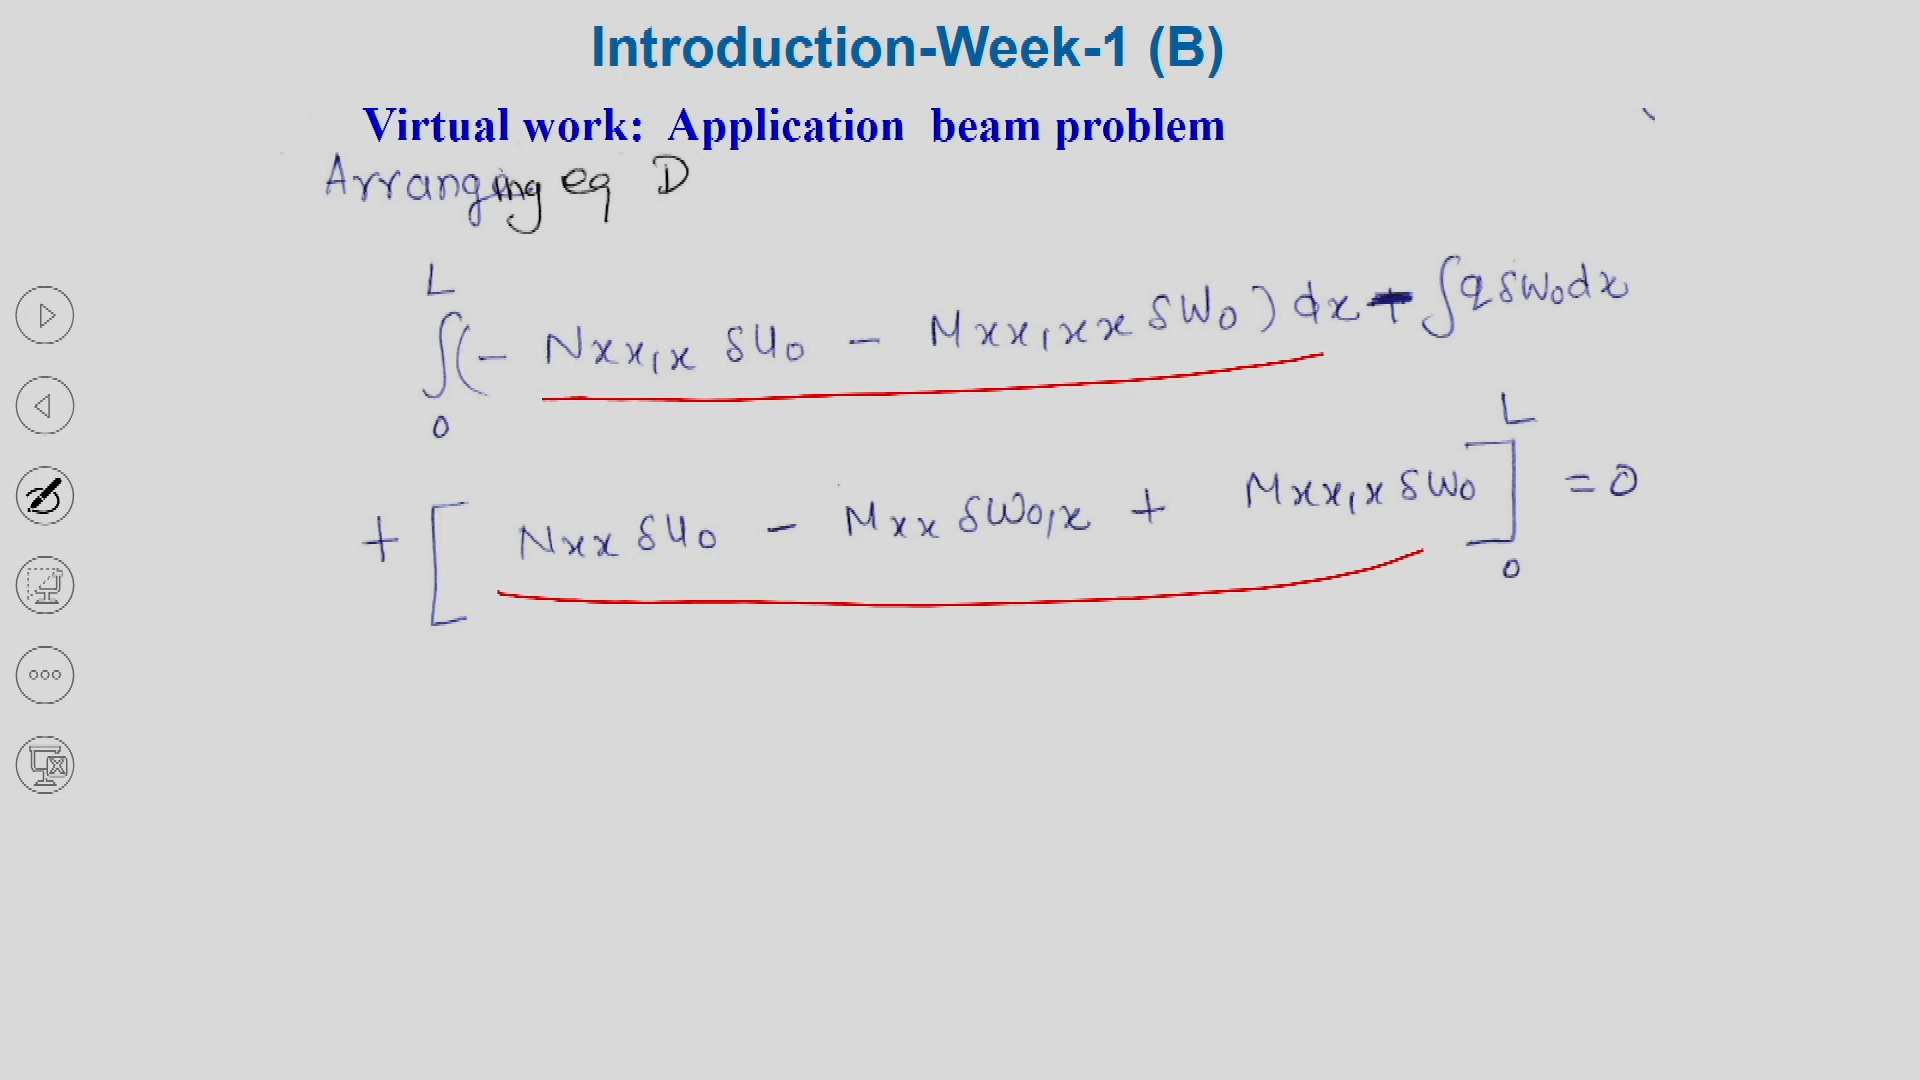 Introduction-Week-1 (B)
Virtual work: Application beam problem
Arranging eq D
L
∫(- Nxx,x δu0 - Mxx,xx δw0) dx + ∫q δw0 dx
0
L
+ [ Nxx δu0 - Mxx δw0,x + Mxx,x δw0 ] = 0
0